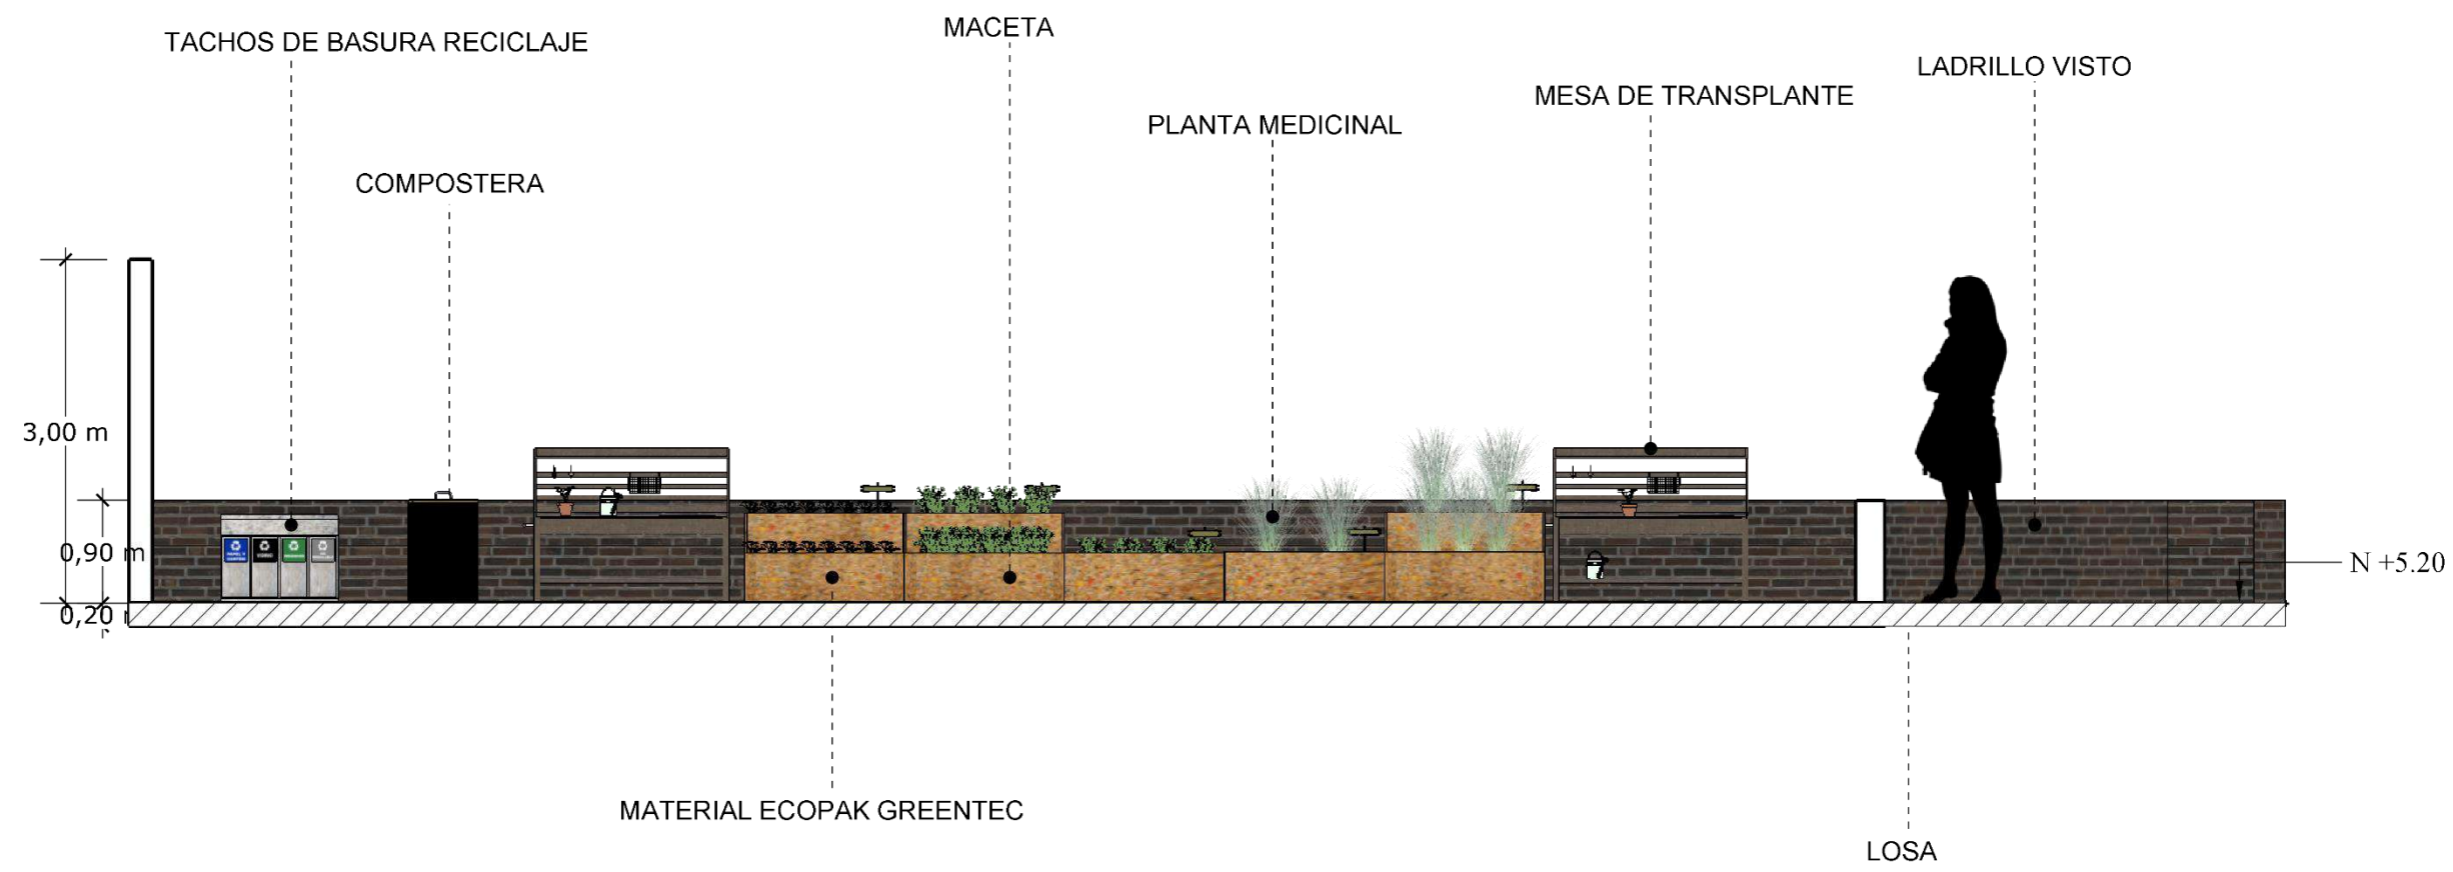 MACETA
TACHOS DE BASURA RECICLAJE
LADRILLO VISTO
MESA DE TRANSPLANTE
PLANTA MEDICINAL
COMPOSTERA
3,00 m
0,90 m
N +5.20
0,20
MATERIAL ECOPAK GREENTEC
LOSA